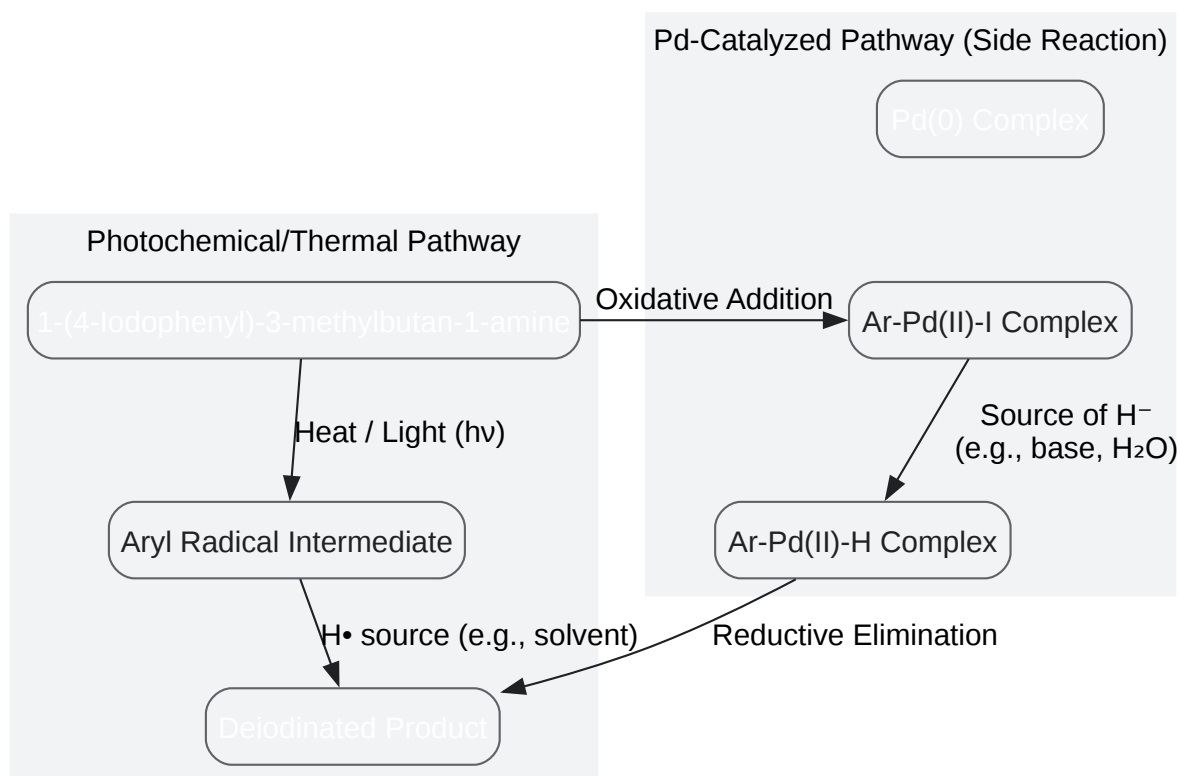 Pd-Catalyzed Pathway (Side Reaction)
Pd(0) Complex
Photochemical/Thermal Pathway
1-(4-Iodophenyl)-3-methylbutan-1-amine
Oxidative Addition
Ar-Pd(II)-I Complex
Heat / Light (hν)
Source of H⁻
(e.g., base, H₂O)
Aryl Radical Intermediate
Ar-Pd(II)-H Complex
H• source (e.g., solvent)
Reductive Elimination
Deiodinated Product